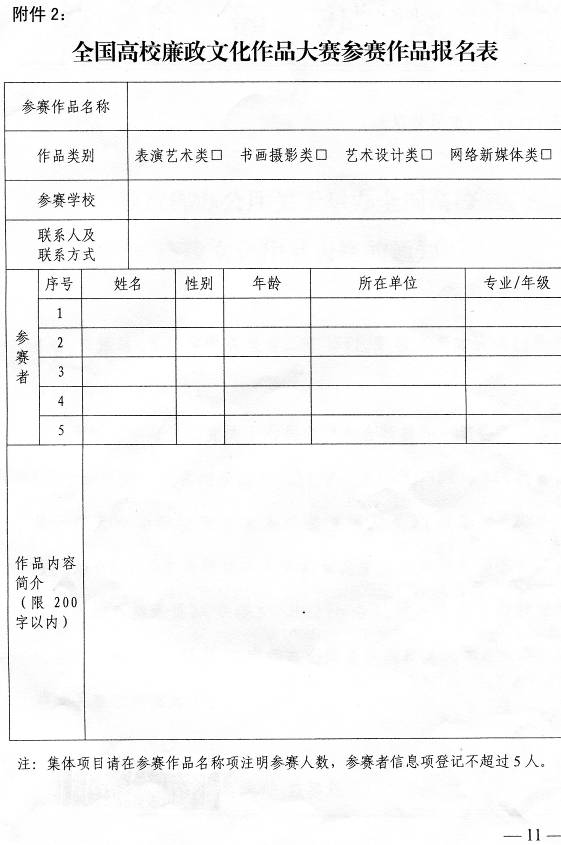 附件2：
全国高校廉政文化作品大赛参赛作品报名表
参赛作品名称
作品类别 表演艺术类□ 书画摄影类□ 艺术设计类□ 网络新媒体类□
参赛学校
联系人及
联系方式
参赛者
序号 姓名 性别 年龄 所在单位 专业/年级
1
2
3
4
5
作品内容
简介
（限 200
字以内）
注：集体项目请在参赛作品名称项注明参赛人数，参赛者信息项登记不超过5人。
— 11 —